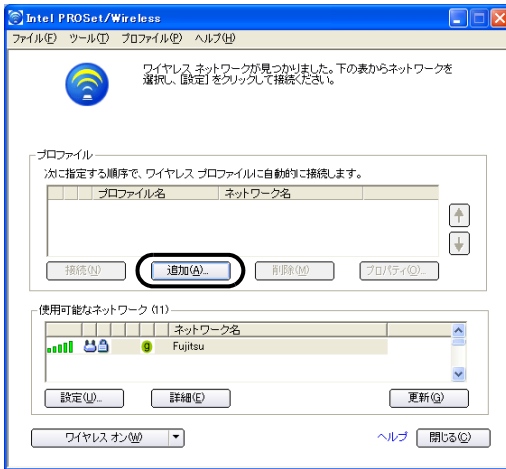 Intel PROSet/Wireless
ファイル(F) ツール(T) プロファイル(P) ヘルプ(H)
ワイヤレス ネットワークが見つかりました。下の表からネットワークを
選択し、[設定] をクリックして接続ください。
プロファイル
次に指定する順序で、ワイヤレス プロファイルに自動的に接続します。
プロファイル名 ネットワーク名
接続(N) 追加(A)... 削除(M) プロパティ(O)...
使用可能なネットワーク (11)
ネットワーク名
g Fujitsu
設定(U)... 詳細(E) 更新(G)
ワイヤレス オン(W) ヘルプ 閉じる(C)